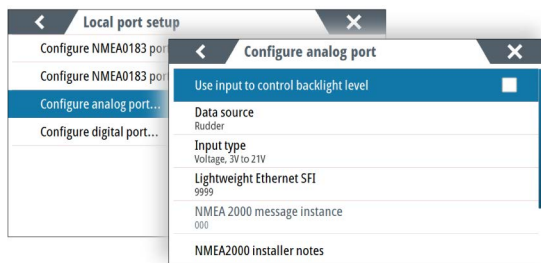 Local port setup
Configure NMEA0183
Configure NMEA0183
Configure analog port...
Configure digital port...
Configure analog port
Use input to control backlight level
Data source
Rudder
Input type
Voltage, 3V to 21V
Lightweight Ethernet SFI
9999
NMEA 2000 message instance
000
NMEA2000 installer notes